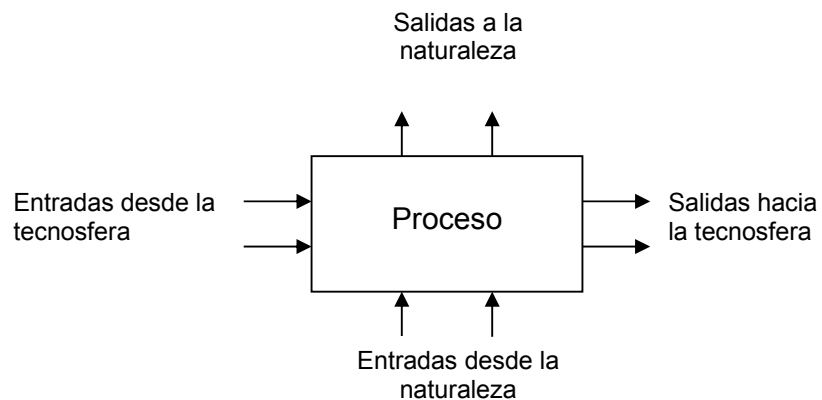 Salidas a la
naturaleza
Entradas desde la
tecnosfera
Proceso
Salidas hacia
la tecnosfera
Entradas desde la
naturaleza